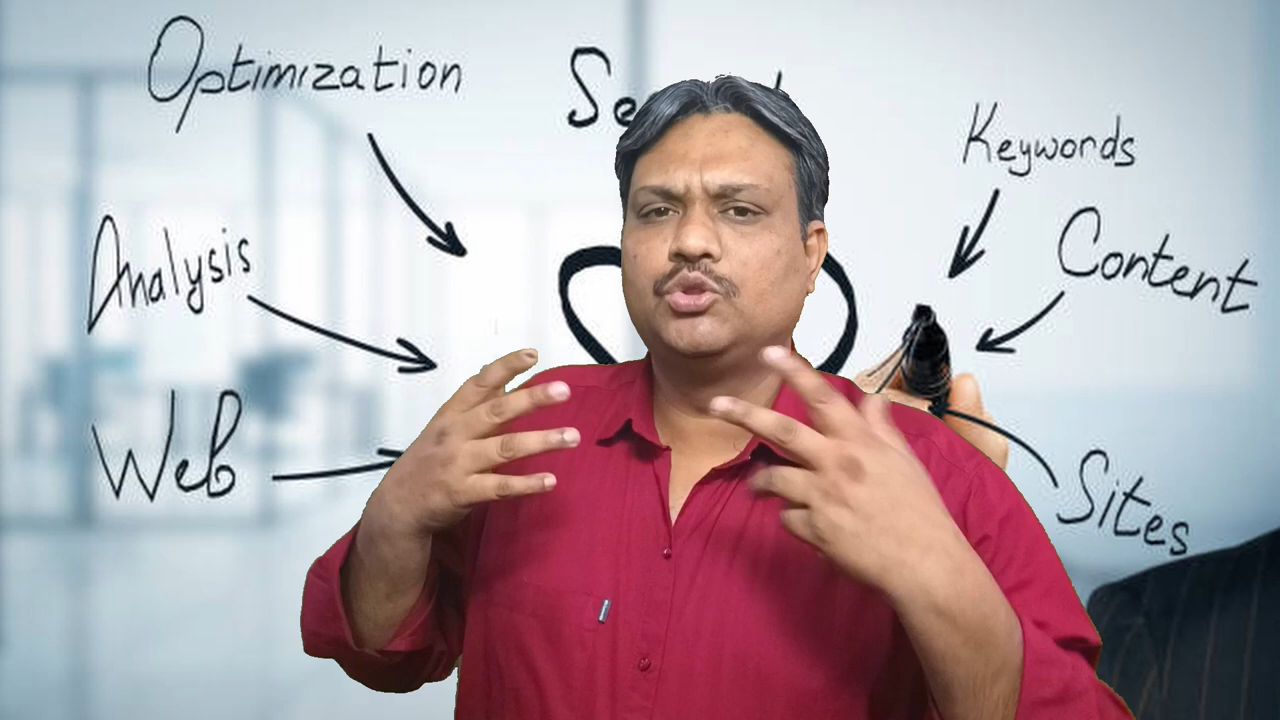 Optimization
Keywords
Analysis
Content
Web
Sites